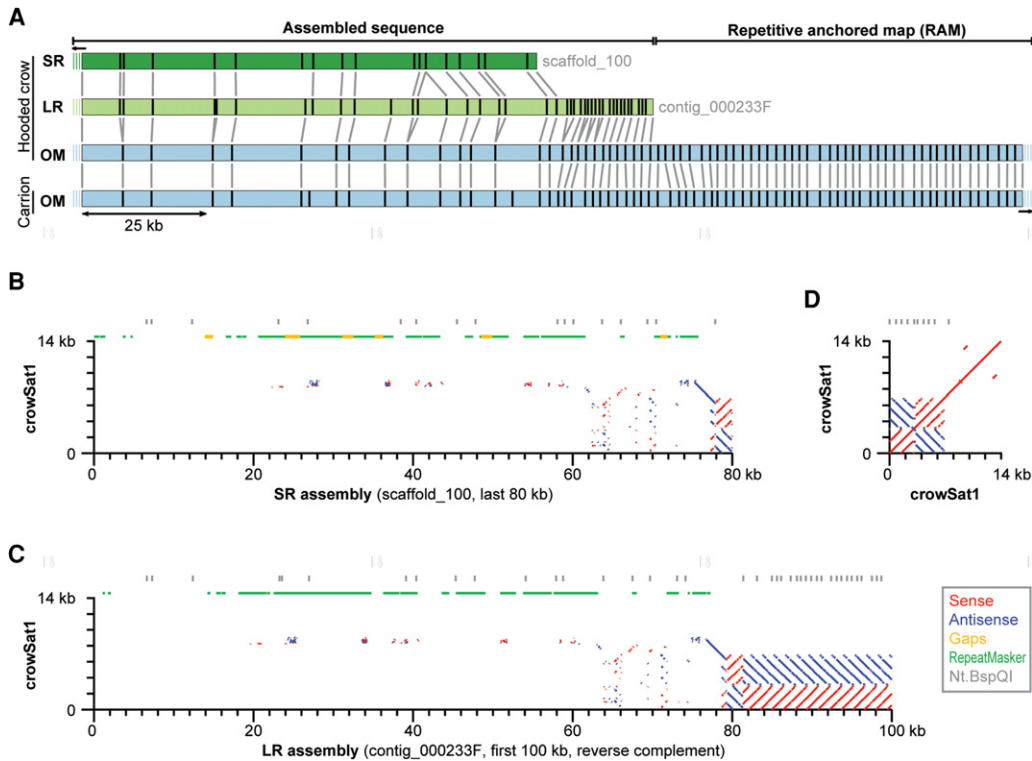 A
Assembled sequence
Repetitive anchored map (RAM)
Hooded crow
SR
scaffold_100
LR
contig_000233F
OM
Carrion
OM
25 kb
B
14 kb
crowSat1
0
0 20 40 60 80 kb
SR assembly (scaffold_100, last 80 kb)
D
14 kb
crowSat1
0
0 14 kb
crowSat1
C
14 kb
crowSat1
0
0 20 40 60 80 100 kb
LR assembly (contig_000233F, first 100 kb, reverse complement)
Sense
Antisense
Gaps
RepeatMasker
Nt.BspQI